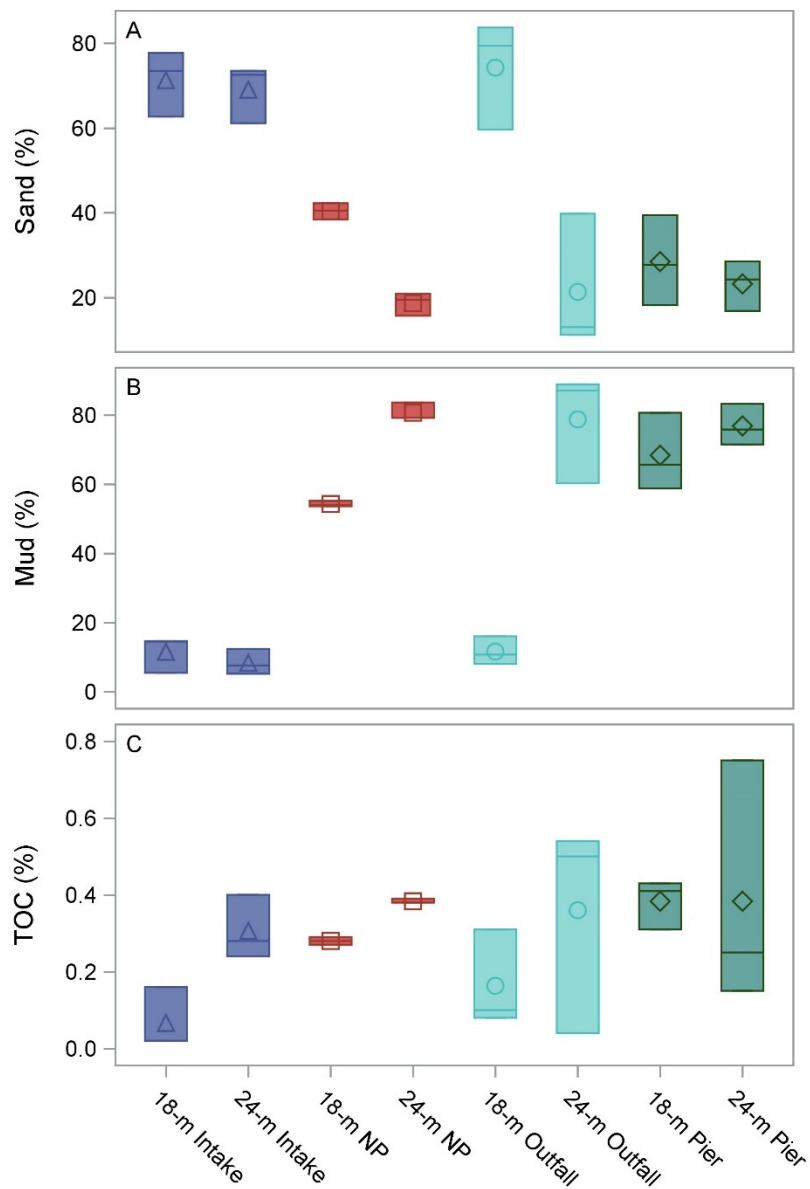 A
Sand (%)
80
60
40
20
B
Mud (%)
80
60
40
20
0
C
TOC (%)
0.8
0.6
0.4
0.2
0.0
18-m Intake
24-m Intake
18-m NP
24-m NP
18-m Outfall
24-m Outfall
18-m Pier
24-m Pier